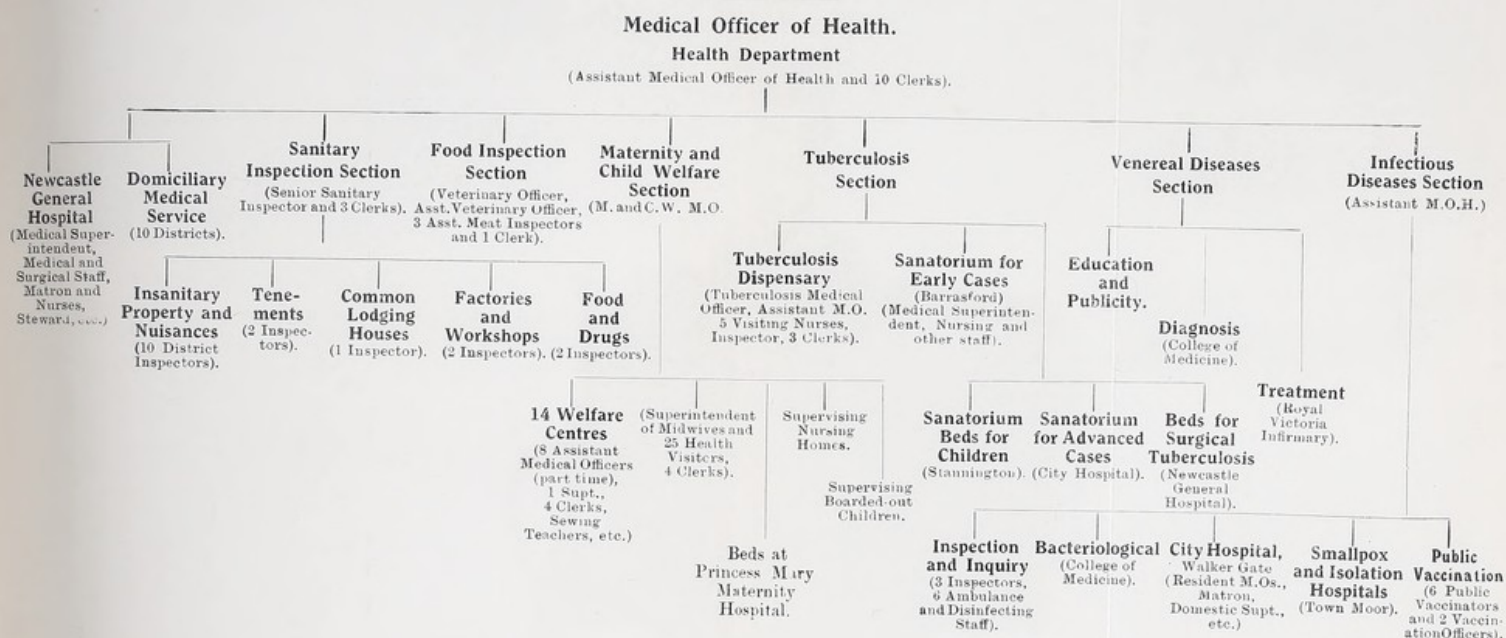 Medical Officer of Health.
Health Department
(Assistant Medical Officer of Health and 10 Clerks).
Newcastle
General
Hospital
(Medical Super-
intendent,
Medical and
Surgical Staff,
Matron and
Nurses,
Steward, etc.)
Domiciliary
Medical
Service
(10 Districts).
Sanitary
Inspection Section
(Senior Sanitary
Inspector and 3 Clerks).
Insanitary
Property and
Nuisances
(10 District
Inspectors).
Tene-
ments
(2 Inspec-
tors).
Common
Lodging
Houses
(1 Inspector).
Factories
and
Workshops
(2 Inspectors).
Food
and
Drugs
(2 Inspectors).
Food Inspection
Section
(Veterinary Officer,
Asst. Veterinary Officer,
3 Asst. Meat Inspectors
and 1 Clerk).
Maternity and
Child Welfare
Section
(M. and C. W. M.O.
14 Welfare
Centres
(8 Assistant
Medical Officers
(part time),
1 Supt.,
4 Clerks,
Sewing
Teachers, etc.)
(Superintendent
of Midwives and
25 Health
Visitors,
4 Clerks).
Beds at
Princess Mary
Maternity
Hospital.
Supervising
Nursing
Homes.
Supervising
Boarded-out
Children.
Tuberculosis
Section
Tuberculosis
Dispensary
(Tuberculosis Medical
Officer, Assistant M.O.
5 Visiting Nurses,
Inspector, 3 Clerks).
Sanatorium for
Early Cases
(Barrasford)
(Medical Superinten-
dent, Nursing and
other staff).
Sanatorium
Beds for
Children
(Stannington).
Sanatorium
for Advanced
Cases
(City Hospital).
Beds for
Surgical
Tuberculosis
(Newcastle
General
Hospital).
Venereal Diseases
Section
Education
and
Publicity.
Diagnosis
(College of
Medicine).
Treatment
(Royal
Victoria
Infirmary).
Infectious
Diseases Section
(Assistant M.O.H.)
Inspection
and Inquiry
(3 Inspectors,
6 Ambulance
and Disinfecting
Staff).
Bacteriological
(College of
Medicine).
City Hospital,
Walker Gate
(Resident M.Os.,
Matron,
Domestic Supt.,
etc.)
Smallpox
and Isolation
Hospitals
(Town Moor).
Public
Vaccination
(6 Public
Vaccinators
and 2 Vaccin-
ationOfficers).